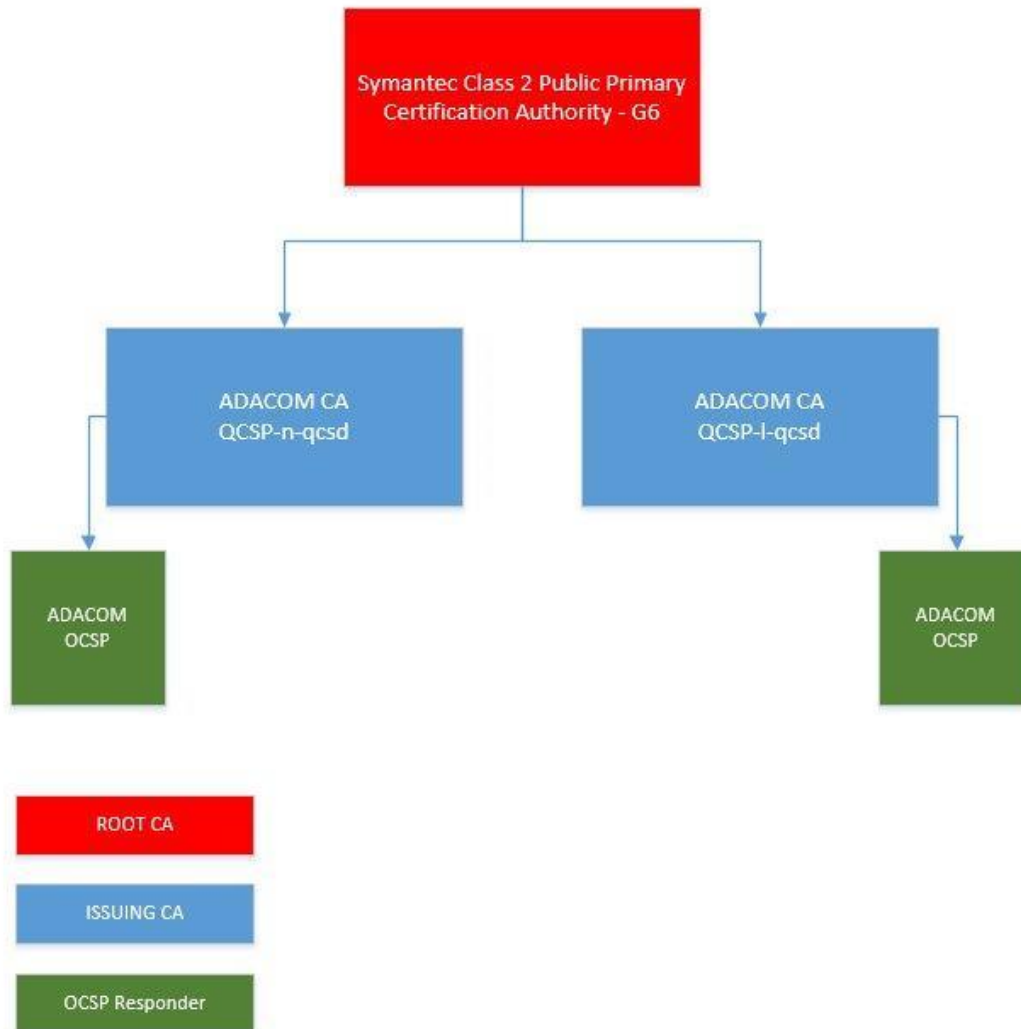 Symantec Class 2 Public Primary
Certification Authority - G6
ADACOM CA
QCSP-n-qcsd
ADACOM CA
QCSP-l-qcsd
ADACOM
OCSP
ADACOM
OCSP
ROOT CA
ISSUING CA
OCSP Responder